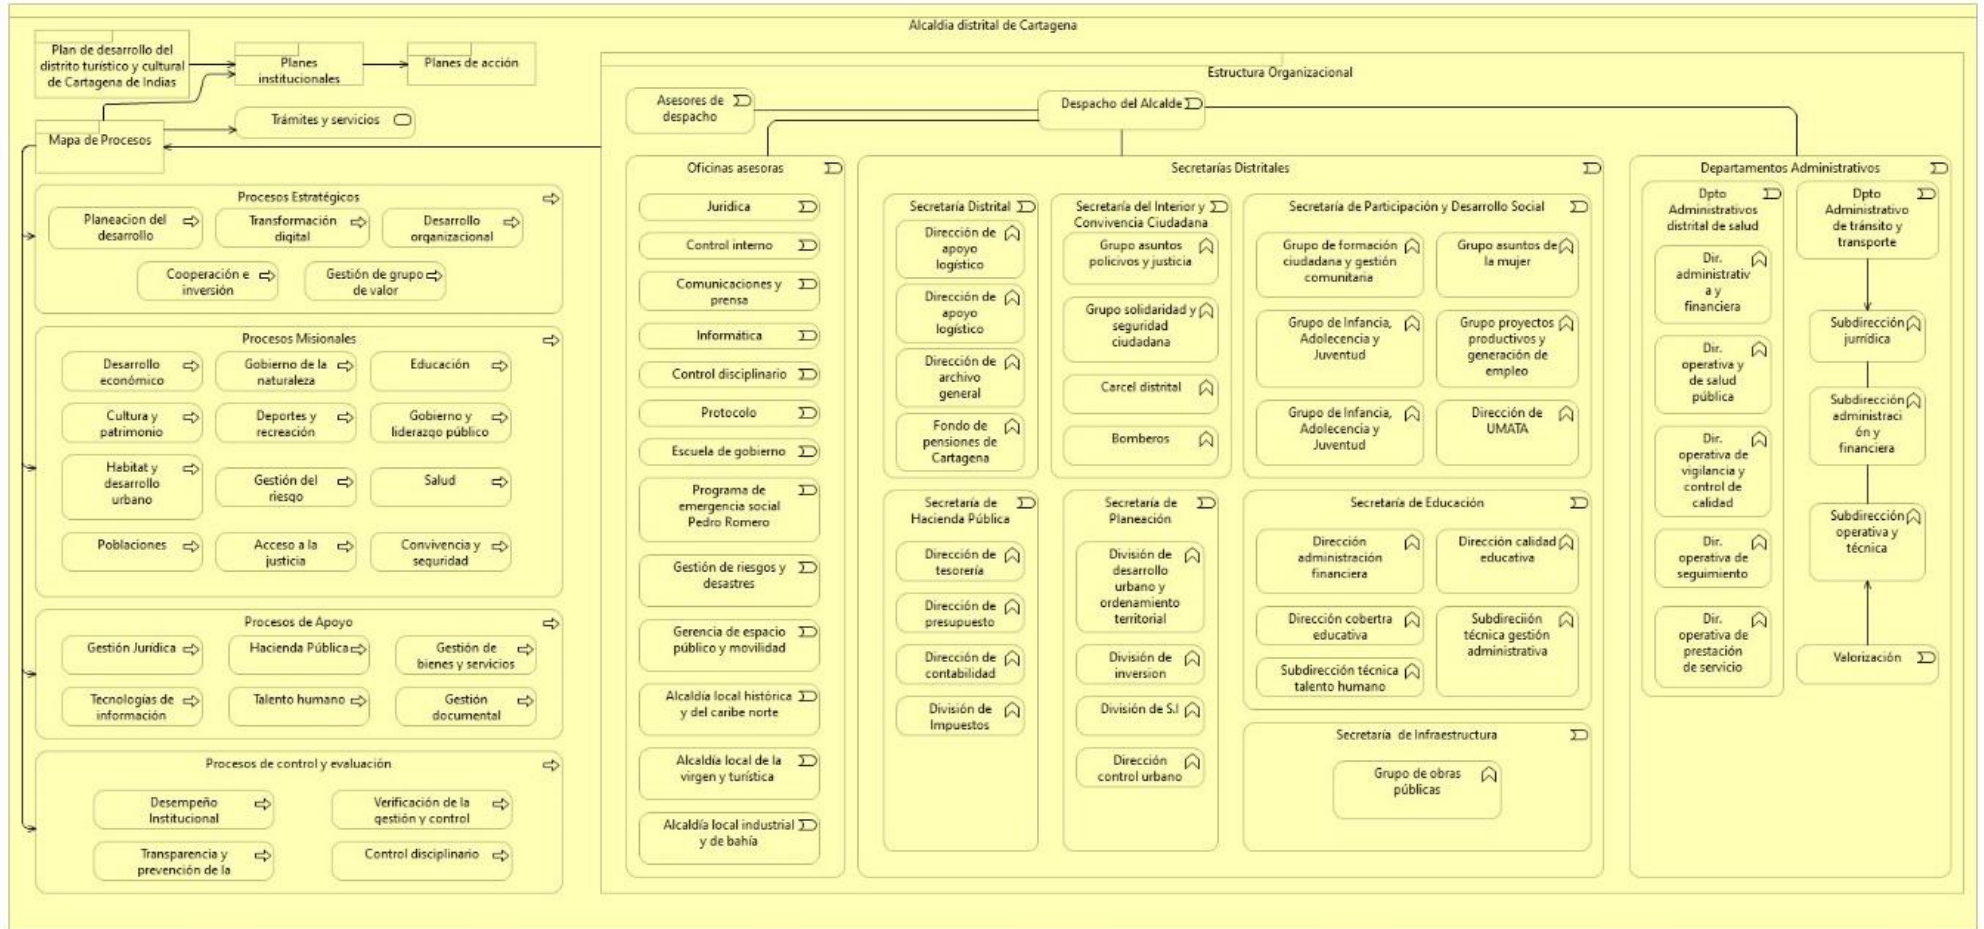 Alcaldia distrital de Cartagena
Plan de desarrollo del
distrito turístico y cultural
de Cartagena de Indias
Planes
institucionales
Planes de acción
Trámites y servicios
Mapa de Procesos
Procesos Estratégicos
Planeacion del
desarrollo
Transformación
digital
Desarrollo
organizacional
Cooperación e
inversión
Gestión de grupo
de valor
Procesos Misionales
Desarrollo
económico
Gobierno de la
naturaleza
Educación
Cultura y
patrimonio
Deportes y
recreación
Gobierno y
liderazgo público
Habitat y
desarrollo
urbano
Gestión del
riesgo
Salud
Poblaciones
Acceso a la
justicia
Convivencia y
seguridad
Procesos de Apoyo
Gestión Jurídica
Hacienda Pública
Gestión de
bienes y servicios
Tecnologías de
información
Talento humano
Gestión
documental
Procesos de control y evaluación
Desempeño
Institucional
Verificación de la
gestión y control
Transparencia y
prevención de la
Control disciplinario
Estructura Organizacional
Asesores de
despacho
Despacho del Alcalde
Oficinas asesoras
Juridica
Control interno
Comunicaciones y
prensa
Informática
Control disciplinario
Protocolo
Escuela de gobierno
Programa de
emergencia social
Pedro Romero
Gestión de riesgos y
desastres
Gerencia de espacio
público y movilidad
Alcaldía local histórica
y del caribe norte
Alcaldía local de la
virgen y turística
Alcaldía local industrial
y de bahía
Secretarías Distritales
Secretaría Distrital
Dirección de
apoyo
logístico
Dirección de
apoyo
logístico
Dirección de
archivo
general
Fondo de
pensiones de
Cartagena
Secretaría del Interior y
Convivencia Ciudadana
Grupo asuntos
policivos y justicia
Grupo solidaridad y
seguridad
ciudadana
Carcel distrital
Bomberos
Secretaría de Participación y Desarrollo Social
Grupo de formación
ciudadana y gestión
comunitaria
Grupo asuntos de
la mujer
Grupo de Infancia,
Adolecencia y
Juventud
Grupo proyectos
productivos y
generación de
empleo
Grupo de Infancia,
Adolecencia y
Juventud
Dirección de
UMATA
Secretaría de
Hacienda Pública
Dirección de
tesorería
Dirección de
presupuesto
Dirección de
contabilidad
División de
Impuestos
Secretaría de
Planeación
División de
desarrollo
urbano y
ordenamiento
territorial
División de
inversion
División de S.I
Dirección
control urbano
Secretaría de Educación
Dirección
administración
financiera
Dirección calidad
educativa
Dirección cobertra
educativa
Subdireciión
técnica gestión
administrativa
Subdirección técnica
talento humano
Secretaría  de Infraestructura
Grupo de obras
públicas
Departamentos Administrativos
Dpto
Administrativos
distrital de salud
Dir.
administrativ
a y
financiera
Dir.
operativa y
de salud
pública
Dir.
operativa de
vigilancia y
control de
calidad
Dir.
operativa de
seguimiento
Dir.
operativa de
prestación
de servicio
Dpto
Administrativo
de tránsito y
transporte
Subdirección
jurrídica
Subdirección
administraci
ón y
financiera
Subdirección
operativa y
técnica
Valorización